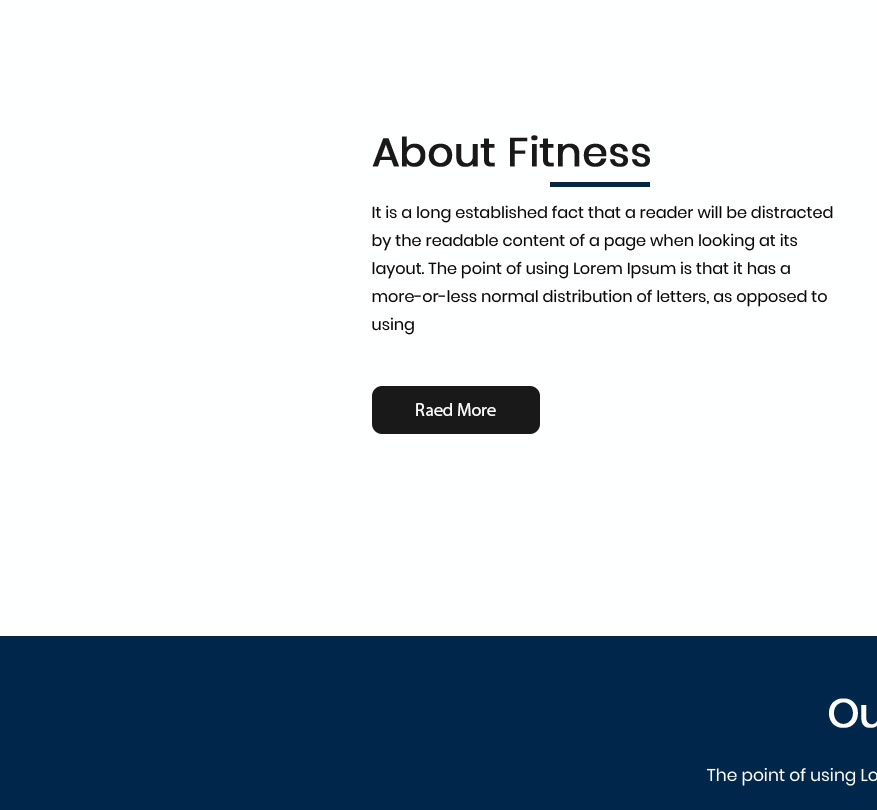 About Fitness
It is a long established fact that a reader will be distracted
by the readable content of a page when looking at its
layout. The point of using Lorem Ipsum is that it has a
more-or-less normal distribution of letters, as opposed to
using
Raed More
Ou
The point of using Lo